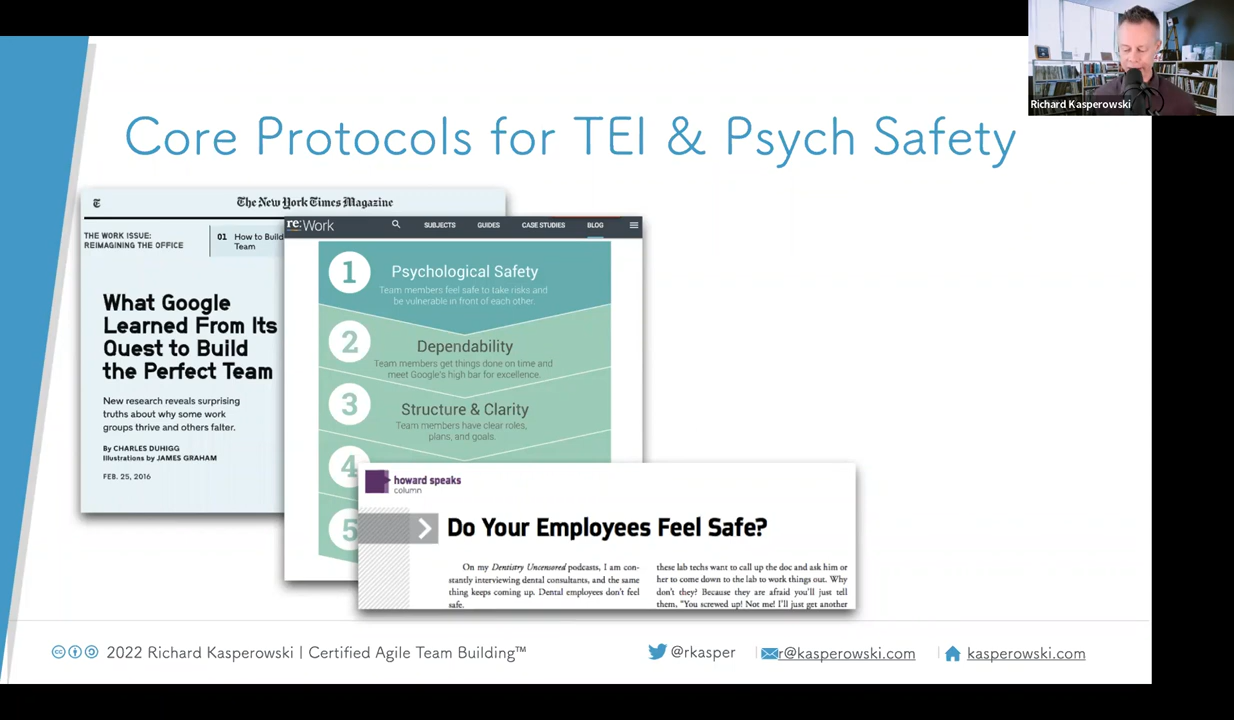 Richard Kasperowski
Core Protocols for TEI & Psych Safety
The New York Times Magazine
THE WORK ISSUE:
REIMAGINING THE OFFICE
01 How to Build
Team
What Google
Learned From Its
Quest to Build
the Perfect Team
New research reveals surprising
truths about why some work
groups thrive and others falter.
By CHARLES DUHIGG
Illustrations by JAMES GRAHAM
FEB. 25, 2016
re:Work
SUBJECTS GUIDES CASE STUDIES BLOG
1
Psychological Safety
Team members feel safe to take risks and
be vulnerable in front of each other.
2
Dependability
Team members get things done on time and
meet Google's high bar for excellence.
3
Structure & Clarity
Team members have clear roles,
plans, and goals.
4
5
howard speaks
column
Do Your Employees Feel Safe?
On my Dentistry Uncensored podcasts, I am con-
stantly interviewing dental consultants, and the same
thing keeps coming up. Dental employees don't feel
safe.
these lab techs want to call up the doc and ask him or
her to come down to the lab to work things out. Why
don't they? Because they are afraid you'll just tell
them, "You screwed up! Not me! I'll just get another
2022 Richard Kasperowski | Certified Agile Team Building™
@rkasper
r@kasperowski.com
kasperowski.com